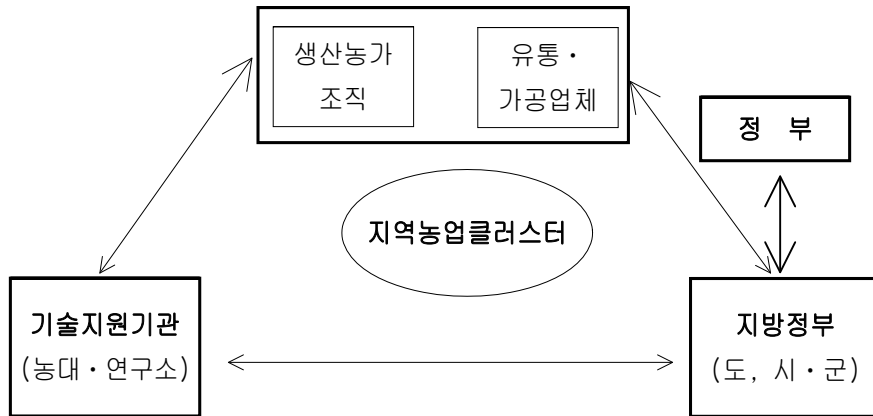 생산농가
조직
유통·
가공업체
정 부
지역농업클러스터
기술지원기관
(농대·연구소)
지방정부
(도, 시·군)